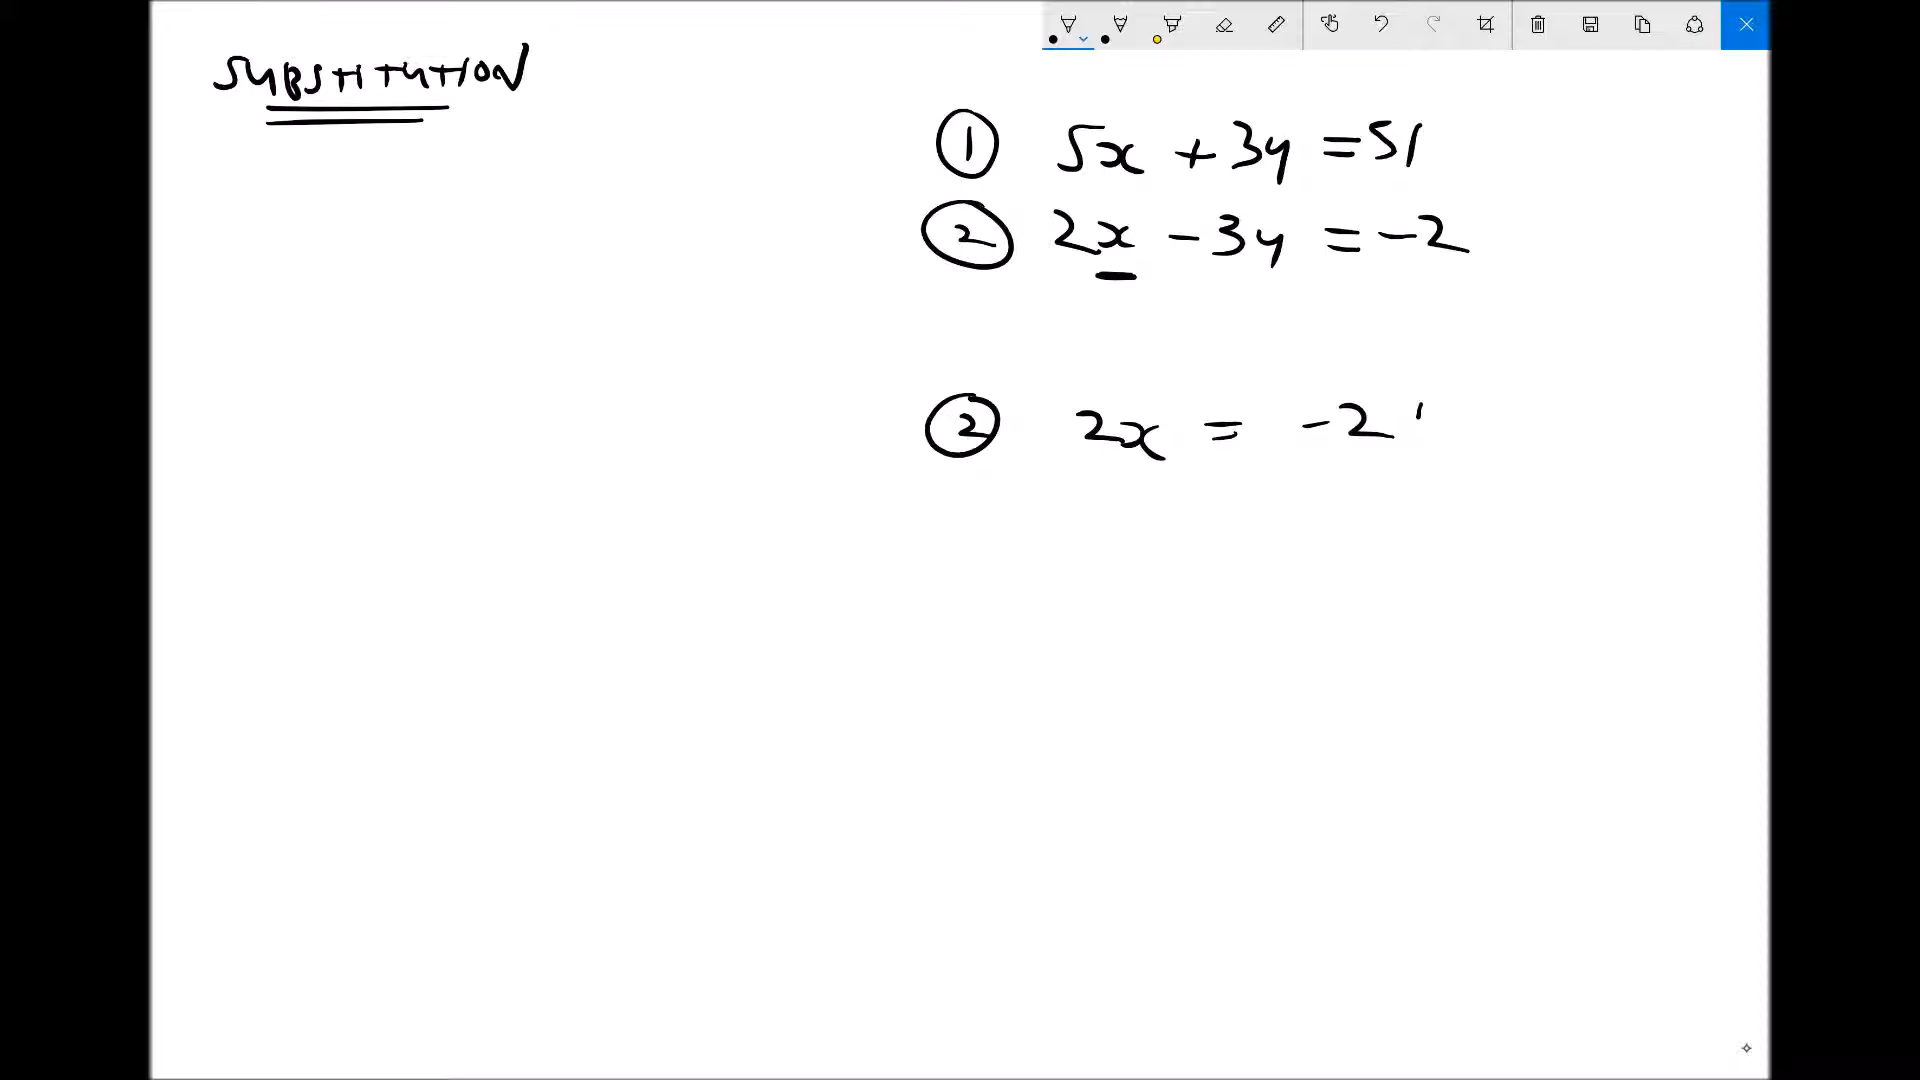 SUBSTITUTION
① 5x + 3y = 51
② 2x - 3y = -2
② 2x = -2